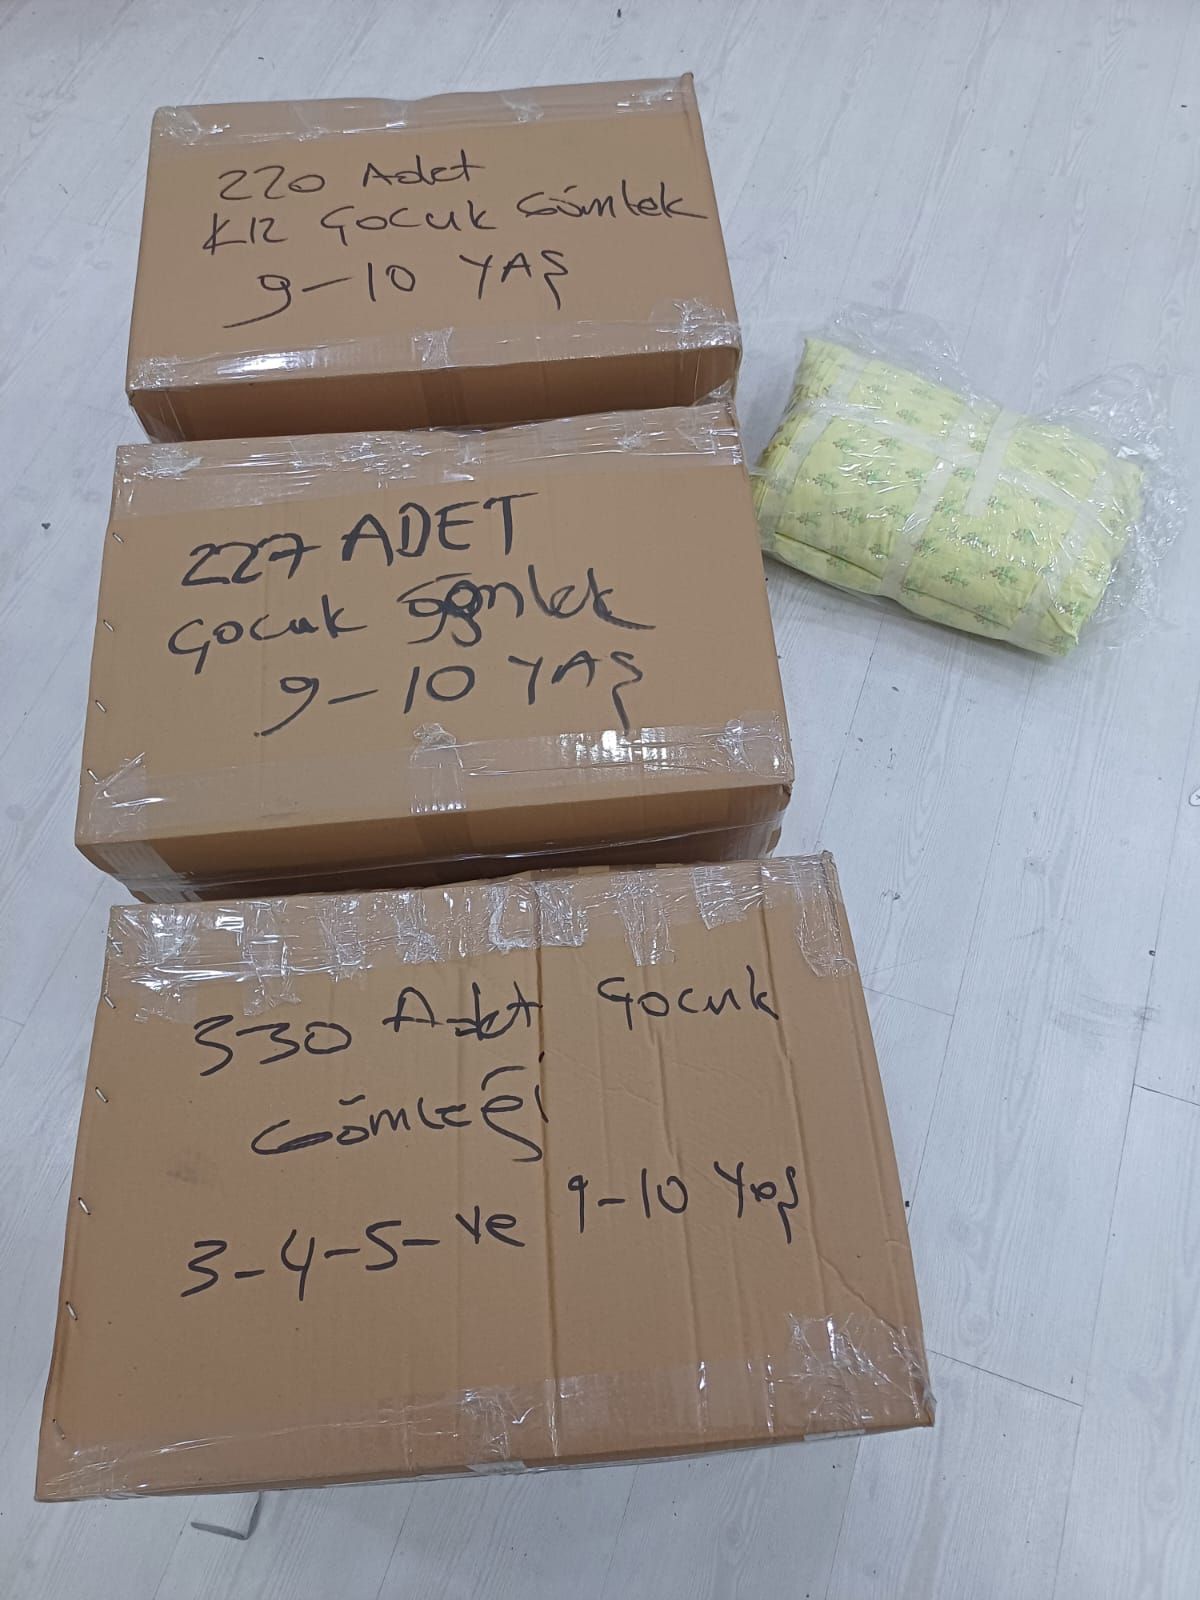 220 Adet
KIZ Çocuk Gömlek
9-10 YAŞ
227 ADET
Çocuk Gömlek
9-10 YAŞ
330 Adet Çocuk
Gömleği
3-4-5- ve 9-10 Yaş